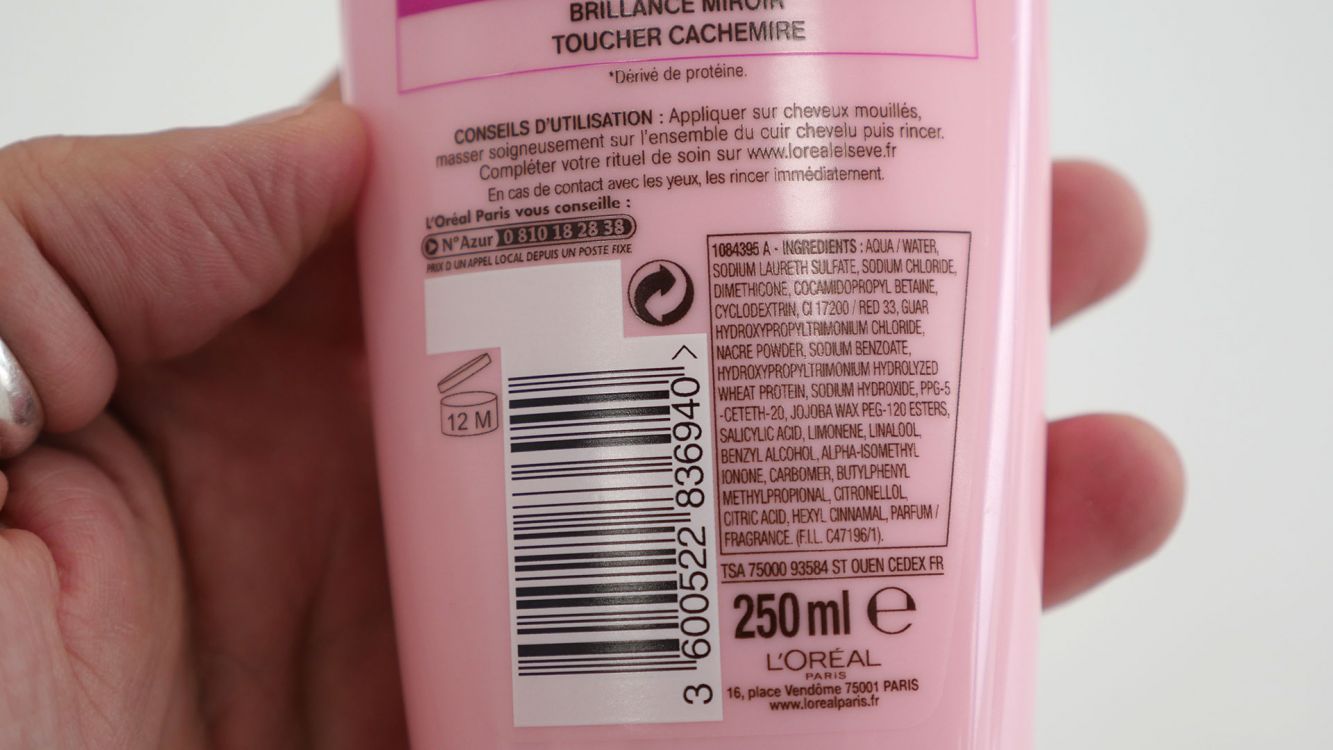 BRILLANCE MIROIR
TOUCHER CACHEMIRE
*Dérivé de protéine.
CONSEILS D'UTILISATION : Appliquer sur cheveux mouillés,
masser soigneusement sur l'ensemble du cuir chevelu puis rincer.
Compléter votre rituel de soin sur www.lorealelseve.fr
En cas de contact avec les yeux, les rincer immédiatement.
L'Oréal Paris vous conseille :
N°Azur 0 810 18 28 38
PRIX D'UN APPEL LOCAL DEPUIS UN POSTE FIXE
12 M
3 600522 836940 >
1084395 A - INGREDIENTS : AQUA / WATER,
SODIUM LAURETH SULFATE, SODIUM CHLORIDE,
DIMETHICONE, COCAMIDOPROPYL BETAINE,
CYCLODEXTRIN, CI 17200 / RED 33, GUAR
HYDROXYPROPYLTRIMONIUM CHLORIDE,
NACRE POWDER, SODIUM BENZOATE,
HYDROXYPROPYLTRIMONIUM HYDROLYZED
WHEAT PROTEIN, SODIUM HYDROXIDE, PPG-5
-CETETH-20, JOJOBA WAX PEG-120 ESTERS,
SALICYLIC ACID, LIMONENE, LINALOOL,
BENZYL ALCOHOL, ALPHA-ISOMETHYL
IONONE, CARBOMER, BUTYLPHENYL
METHYLPROPIONAL, CITRONELLOL,
CITRIC ACID, HEXYL CINNAMAL, PARFUM /
FRAGRANCE. (F.I.L. C47196/1).
TSA 75000 93584 ST OUEN CEDEX FR
250 ml e
L'ORÉAL
PARIS
16, place Vendôme 75001 PARIS
www.lorealparis.fr